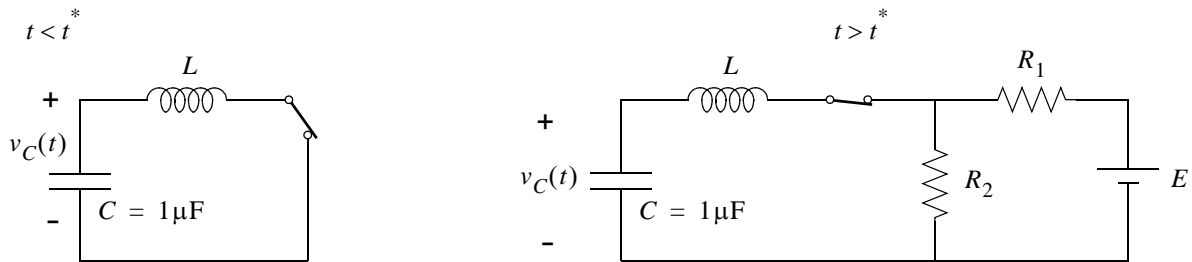 t < t*
L
+
v_C(t)
C = 1μF
-
t > t*
L
R_1
+
v_C(t)
C = 1μF
-
R_2
E